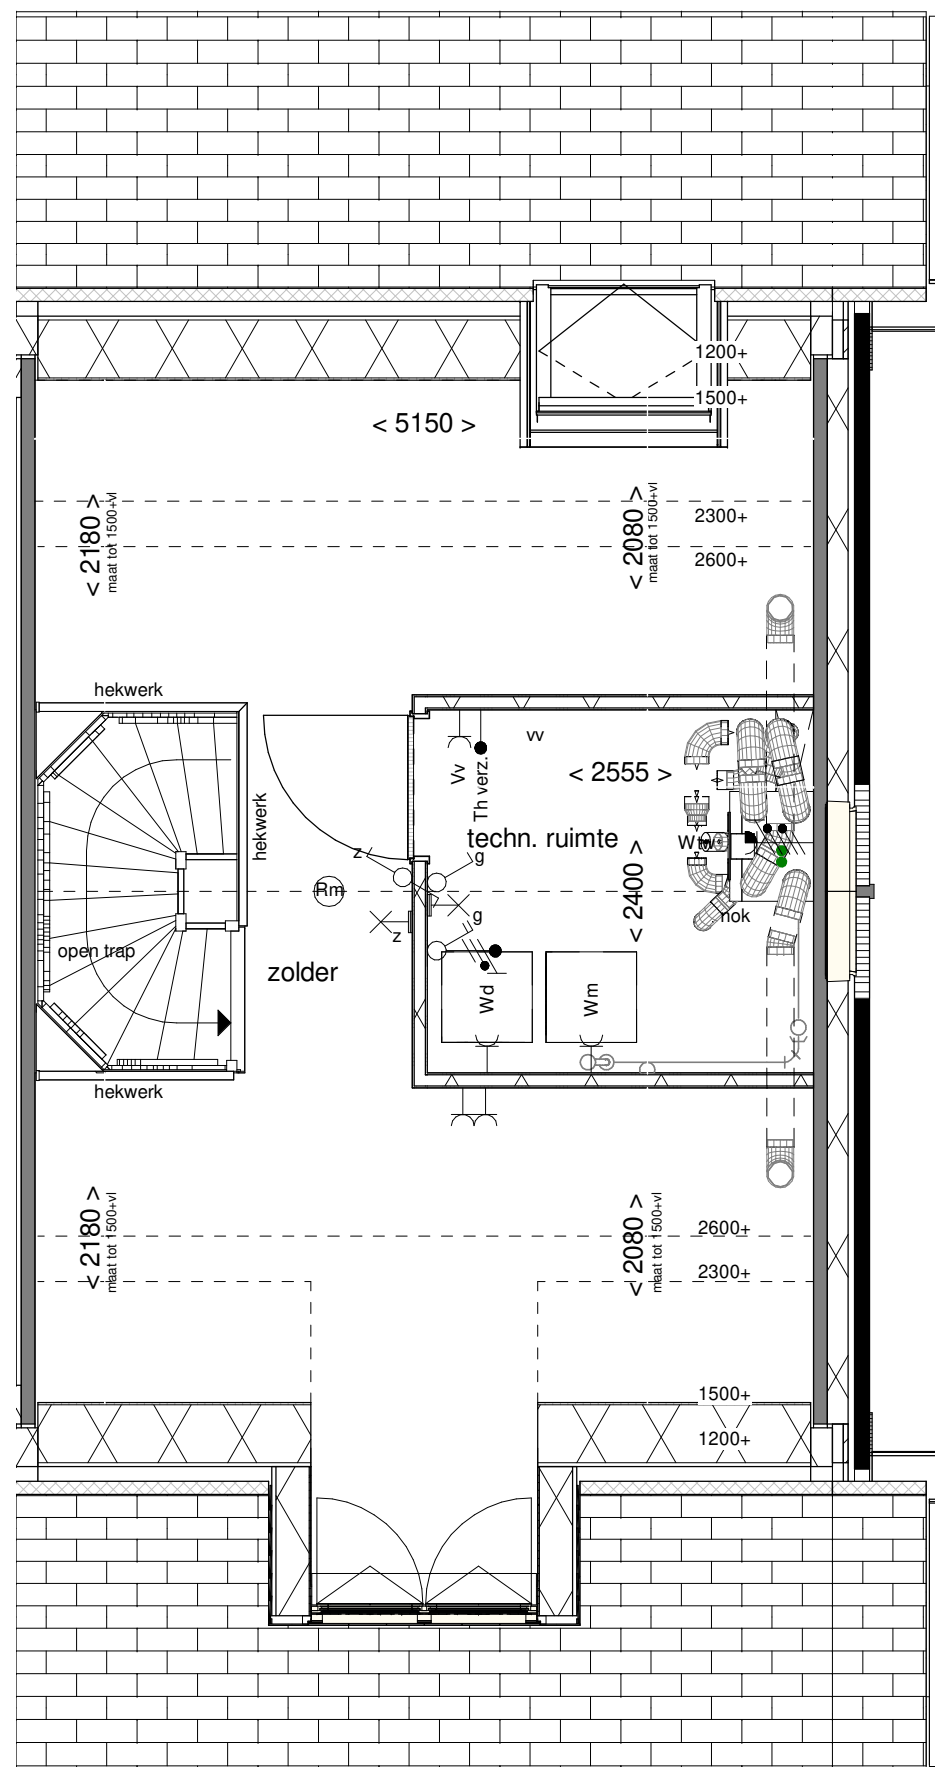 1200+
1500+
< 5150 >
< 2180 >
maat tot 1500+vl
< 2080 >
maat tot 1500+vl
2300+
2600+
hekwerk
hekwerk
vv
Vv
Th verz.
< 2555 >
techn. ruimte
Wtw
z
g
Rm
< 2400 >
g
nok
z
open trap
zolder
Wd
Wm
hekwerk
< 2180 >
maat tot 1500+vl
< 2080 >
maat tot 1500+vl
2600+
2300+
1500+
1200+